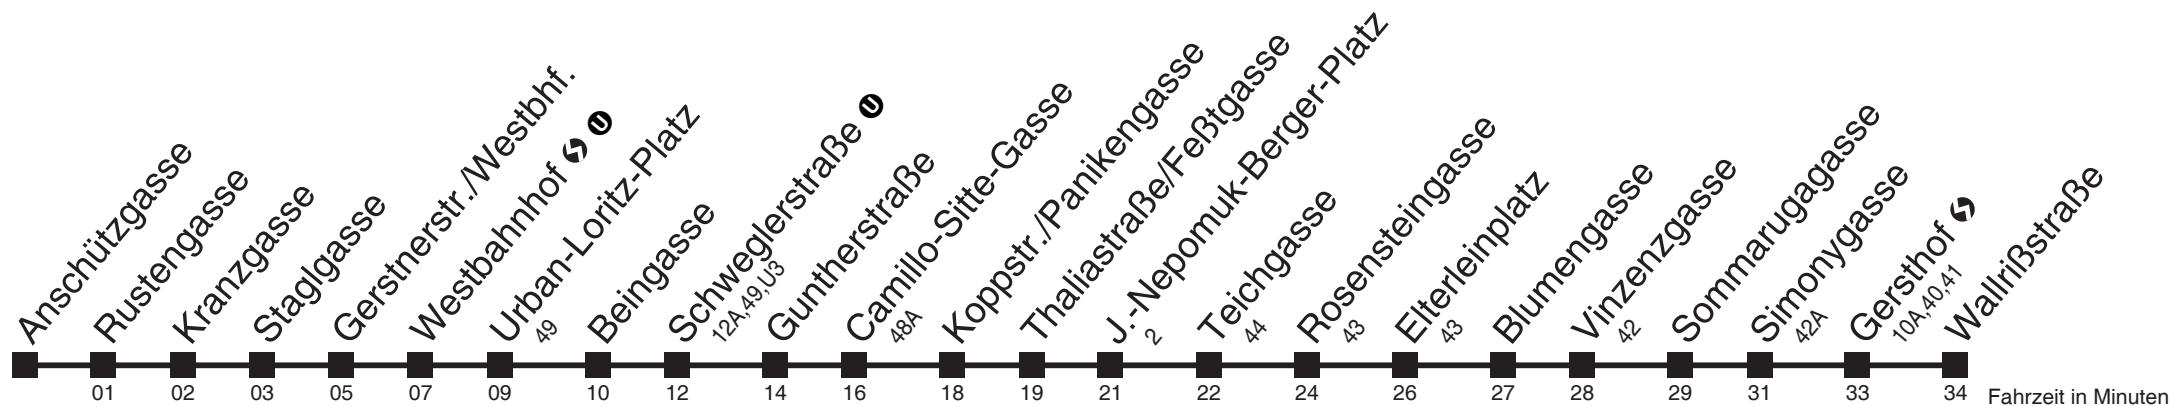 Anschützgasse
Rustengasse
Kranzgasse
Staglgasse
Gerstnerstr./Westbhf.
Westbahnhof U
Urban-Loritz-Platz
49
Beingasse
Schweglerstraße U
12A,49,U3
Guntherstraße
Camillo-Sitte-Gasse
48A
Koppstr./Panikengasse
Thaliastraße/Feßtgasse
J.-Nepomuk-Berger-Platz
2
Teichgasse
44
Rosensteingasse
43
Elterleinplatz
43
Blumengasse
Vinzenzgasse
42
Sommarugagasse
Simonygasse
42A
Gersthof
10A,40,41
Wallrißstraße
01 02 03 05 07 09 10 12 14 16 18 19 21 22 24 26 27 28 29 31 33 34 Fahrzeit in Minuten